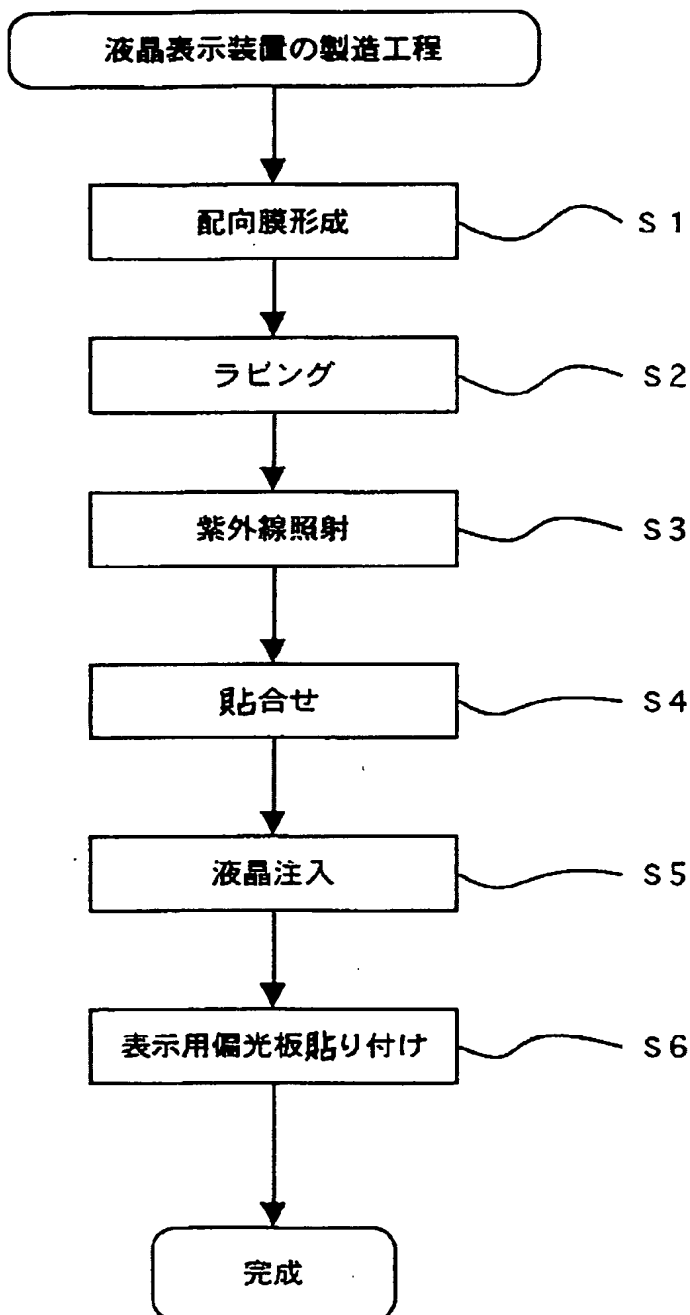 液晶表示装置の製造工程
配向膜形成 S1
ラビング S2
紫外線照射 S3
貼合せ S4
液晶注入 S5
表示用偏光板貼り付け S6
完成